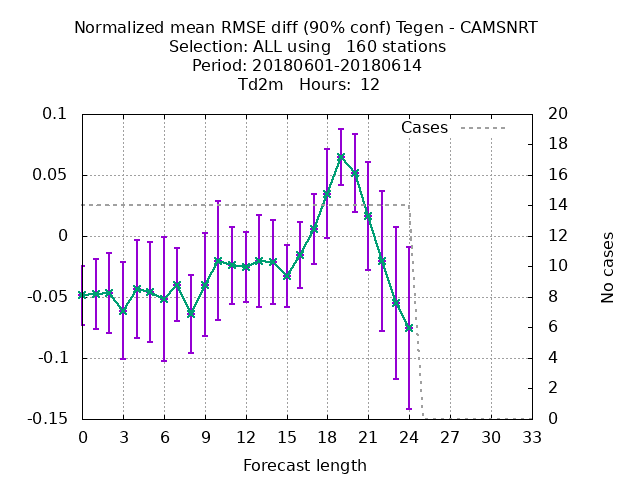 Normalized mean RMSE diff (90% conf) Tegen - CAMSNRT
Selection: ALL using   160 stations
Period: 20180601-20180614
Td2m   Hours:  12
0.1
0.05
0
-0.05
-0.1
-0.15
Cases
20
18
16
14
12
10
8
6
4
2
0
No cases
0 3 6 9 12 15 18 21 24 27 30 33
Forecast length